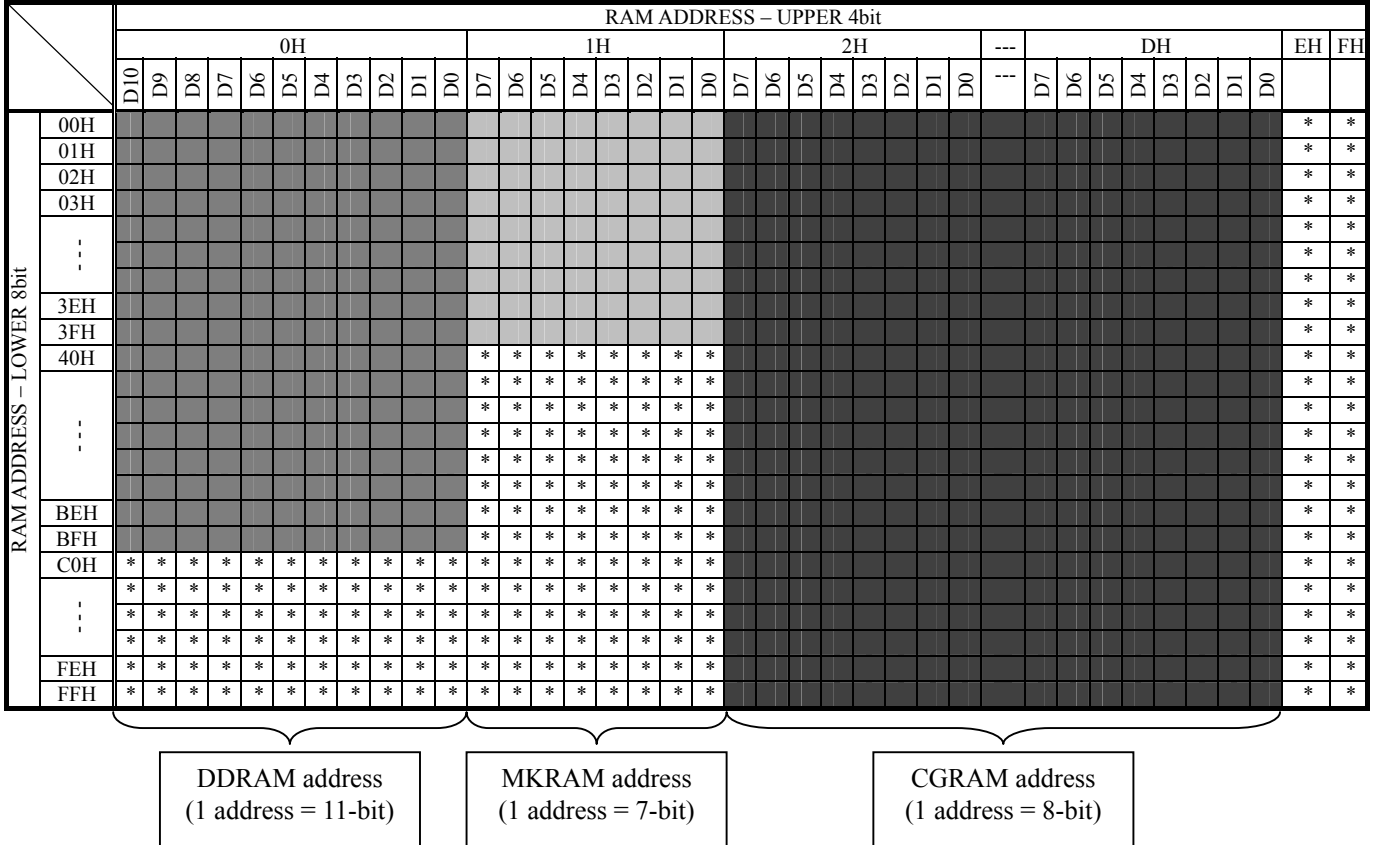 RAM ADDRESS – UPPER 4bit
0H 1H 2H --- DH EH FH
D10 D9 D8 D7 D6 D5 D4 D3 D2 D1 D0 D7 D6 D5 D4 D3 D2 D1 D0 D7 D6 D5 D4 D3 D2 D1 D0 --- D7 D6 D5 D4 D3 D2 D1 D0
RAM ADDRESS – LOWER 8bit
00H * *
01H * *
02H * *
03H * *
* *
* *
* *
3EH * *
3FH * *
40H * * * * * * * * * *
* * * * * * * * * *
* * * * * * * * * *
* * * * * * * * * *
* * * * * * * * * *
* * * * * * * * * *
BEH * * * * * * * * * *
BFH * * * * * * * * * *
C0H * * * * * * * * * * * * * * * * * * * * *
* * * * * * * * * * * * * * * * * * * * *
* * * * * * * * * * * * * * * * * * * * *
* * * * * * * * * * * * * * * * * * * * *
FEH * * * * * * * * * * * * * * * * * * * * *
FFH * * * * * * * * * * * * * * * * * * * * *
DDRAM address
(1 address = 11-bit)
MKRAM address
(1 address = 7-bit)
CGRAM address
(1 address = 8-bit)